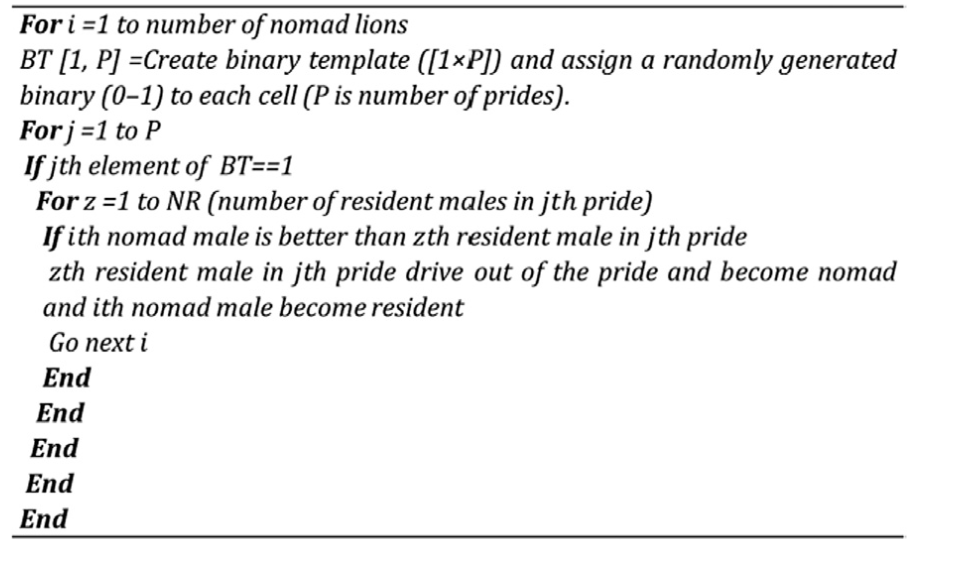 For i =1 to number of nomad lions
BT [1, P] =Create binary template ([1×P]) and assign a randomly generated
binary (0–1) to each cell (P is number of prides).
For j =1 to P
If jth element of BT==1
For z =1 to NR (number of resident males in jth pride)
If ith nomad male is better than zth resident male in jth pride
zth resident male in jth pride drive out of the pride and become nomad
and ith nomad male become resident
Go next i
End
End
End
End
End